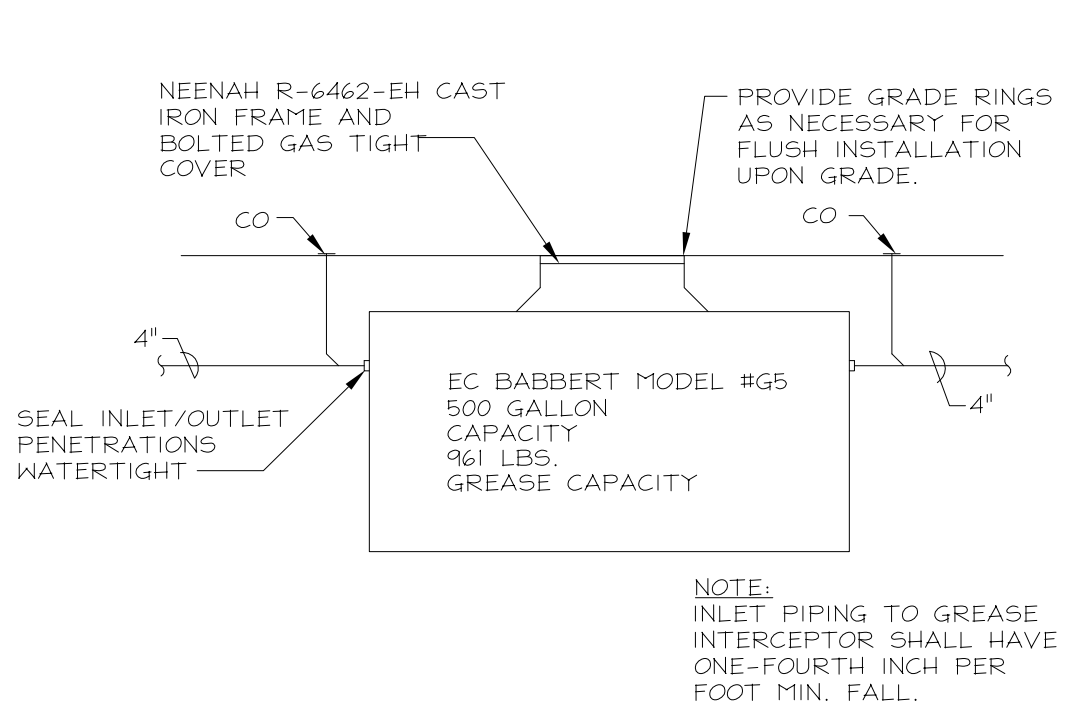 NEENAH R-6462-EH CAST
IRON FRAME AND
BOLTED GAS TIGHT
COVER
PROVIDE GRADE RINGS
AS NECESSARY FOR
FLUSH INSTALLATION
UPON GRADE.
CO
CO
4"
EC BABBERT MODEL #G5
500 GALLON
CAPACITY
961 LBS.
GREASE CAPACITY
4"
SEAL INLET/OUTLET
PENETRATIONS
WATERTIGHT
NOTE:
INLET PIPING TO GREASE
INTERCEPTOR SHALL HAVE
ONE-FOURTH INCH PER
FOOT MIN. FALL.